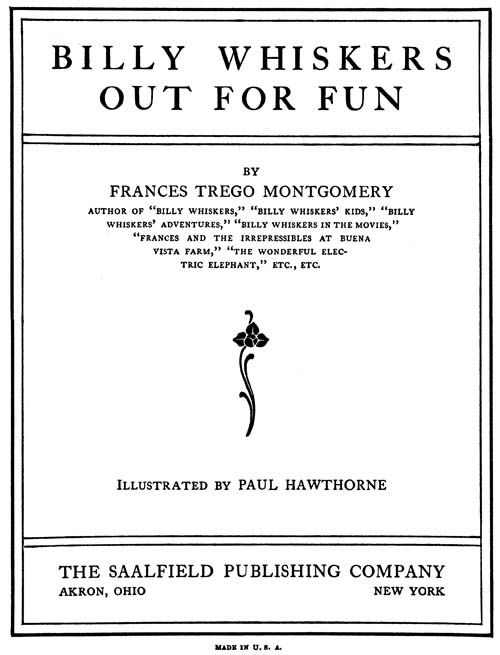 BILLY WHISKERS
OUT FOR FUN
BY
FRANCES TREGO MONTGOMERY
AUTHOR OF "BILLY WHISKERS," "BILLY WHISKERS' KIDS," "BILLY
WHISKERS' ADVENTURES," "BILLY WHISKERS IN THE MOVIES,"
"FRANCES AND THE IRREPRESSIBLES AT BUENA
VISTA FARM," "THE WONDERFUL ELEC-
TRIC ELEPHANT," ETC., ETC.
ILLUSTRATED BY PAUL HAWTHORNE
THE SAALFIELD PUBLISHING COMPANY
AKRON, OHIO NEW YORK
MADE IN U. S. A.